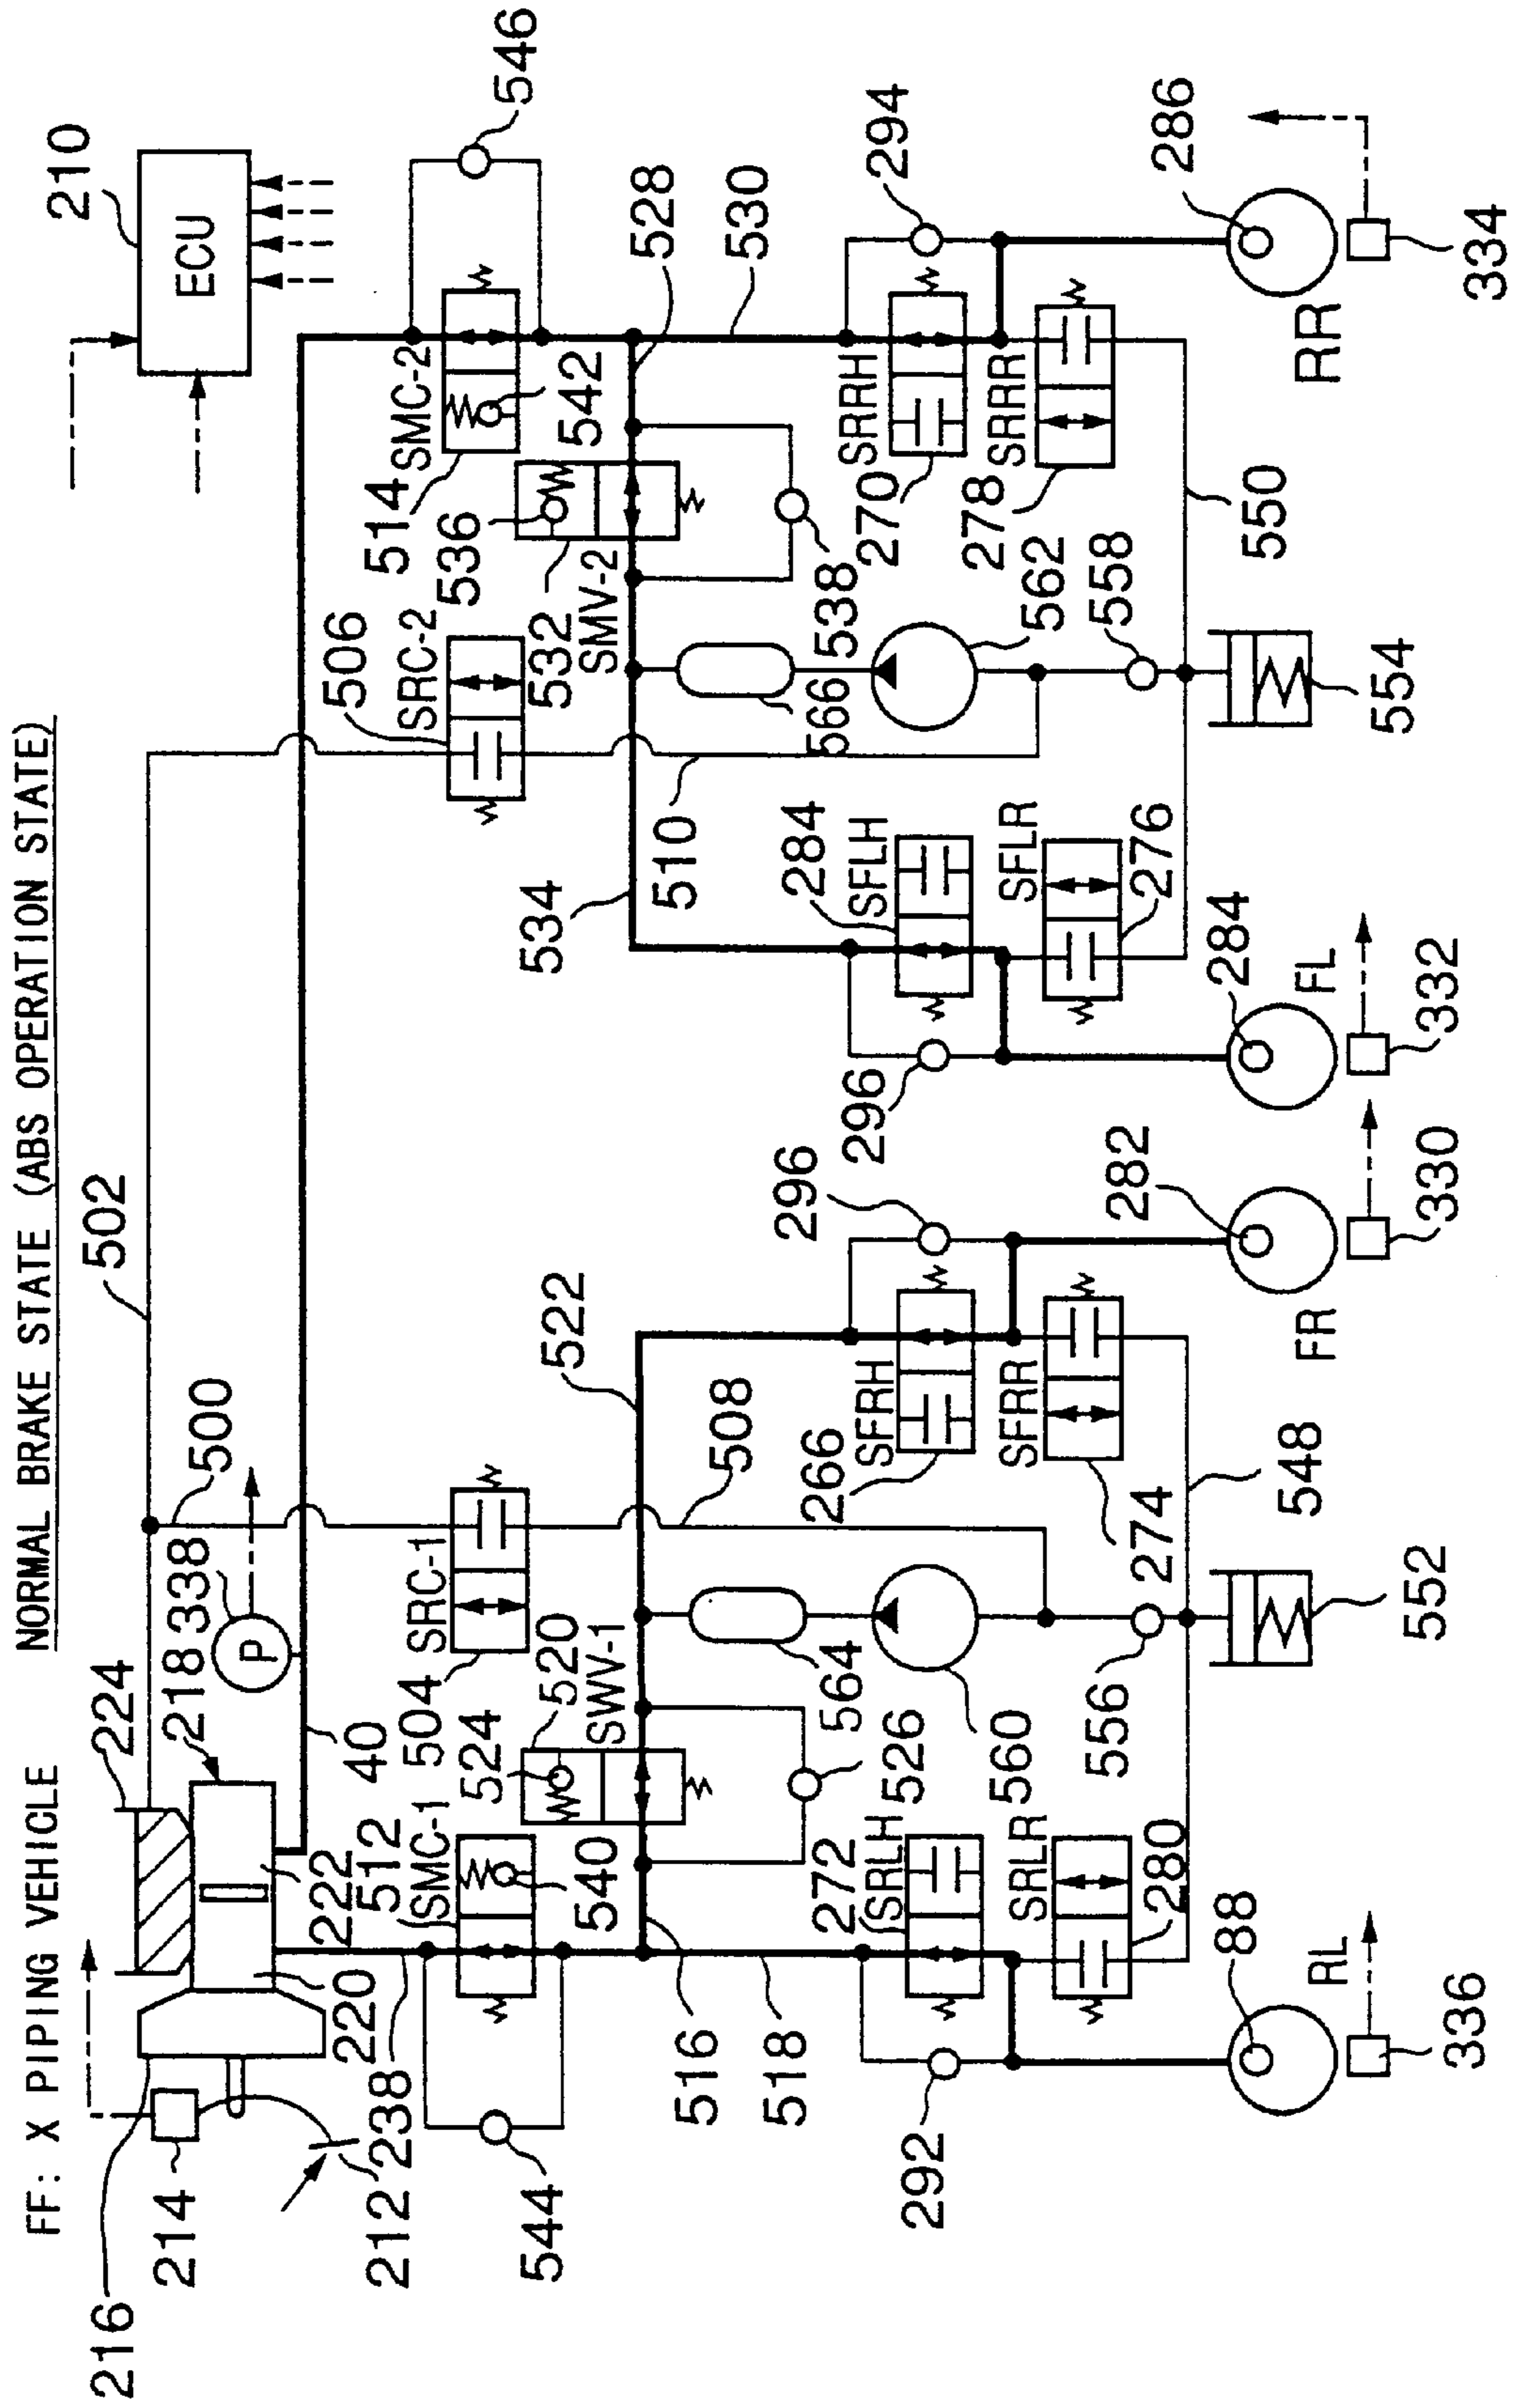 FF: X PIPING VEHICLE
NORMAL BRAKE STATE (ABS OPERATION STATE)
216
214
212
224
218
338
P
500
502
210
ECU
220
222
238
40
512
SMC-1
540
544
504
SRC-1
524
520
SWV-1
526
516
518
522
508
564
560
556
506
SRC-2
514
SMC-2
542
546
536
532
SMV-2
538
528
530
534
510
566
562
558
272
SRLH
292
SRLR
280
266
SFRH
296
SFRR
274
548
552
284
SFLH
296
SFLR
276
270
SRRH
294
SRRR
278
550
554
88
RL
336
282
FR
330
284
FL
332
286
RR
334